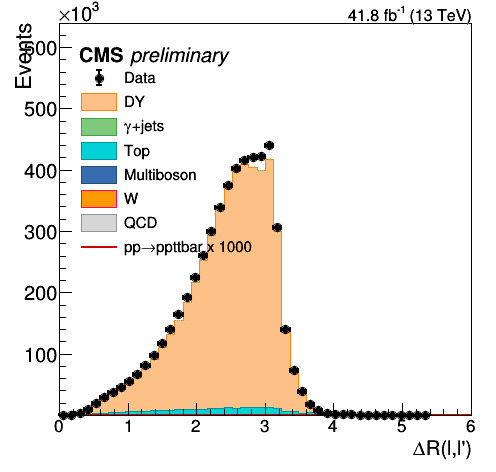 ×10³
41.8 fb⁻¹ (13 TeV)
Events
CMS preliminary
Data
DY
γ+jets
Top
Multiboson
W
QCD
pp→ppttbar x 1000
600
500
400
300
200
100
0 1 2 3 4 5 6
ΔR(l,l')